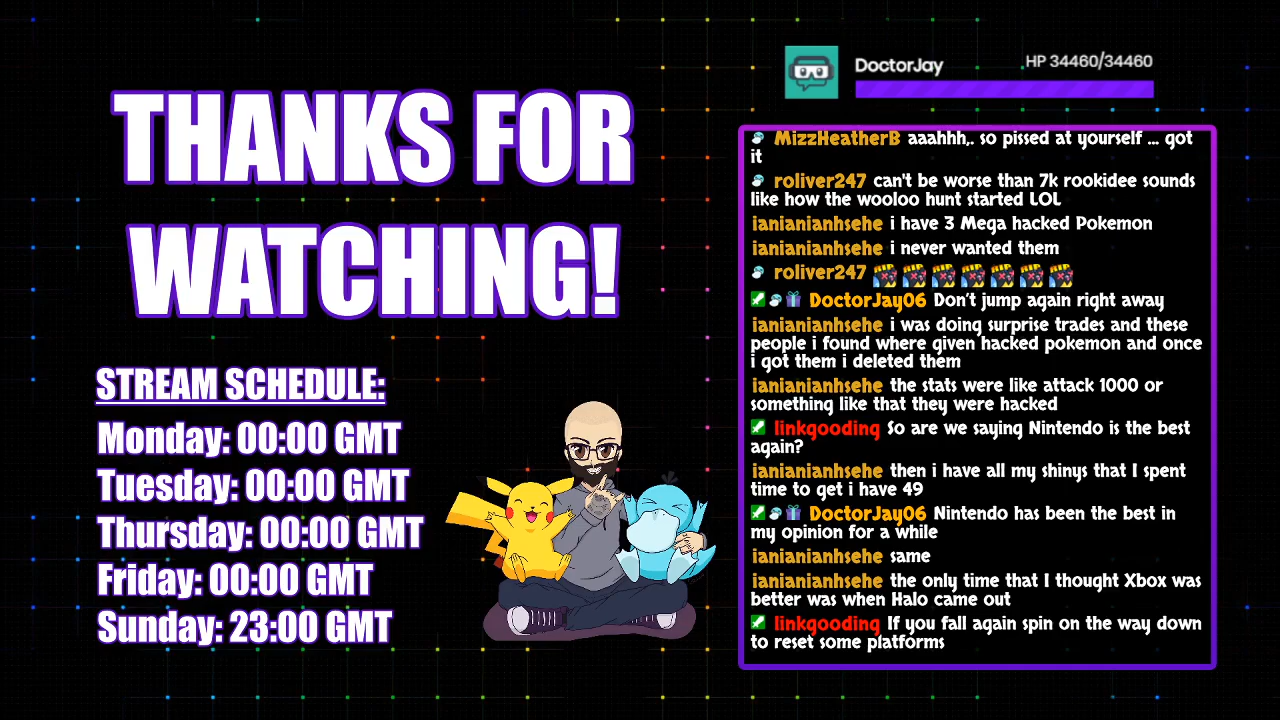 THANKS FOR
WATCHING!
STREAM SCHEDULE:
Monday: 00:00 GMT
Tuesday: 00:00 GMT
Thursday: 00:00 GMT
Friday: 00:00 GMT
Sunday: 23:00 GMT
DoctorJay HP 34460/34460
MizzHeatherB aaahhh,. so pissed at yourself ... got
it
roliver247 can't be worse than 7k rookidee sounds
like how the wooloo hunt started LOL
ianianianhsehe i have 3 Mega hacked Pokemon
ianianianhsehe i never wanted them
roliver247
DoctorJay06 Don't jump again right away
ianianianhsehe i was doing surprise trades and these
people i found where given hacked pokemon and once
i got them i deleted them
ianianianhsehe the stats were like attack 1000 or
something like that they were hacked
linkgooding So are we saying Nintendo is the best
again?
ianianianhsehe then i have all my shinys that I spent
time to get i have 49
DoctorJay06 Nintendo has been the best in
my opinion for a while
ianianianhsehe same
ianianianhsehe the only time that I thought Xbox was
better was when Halo came out
linkgooding If you fall again spin on the way down
to reset some platforms